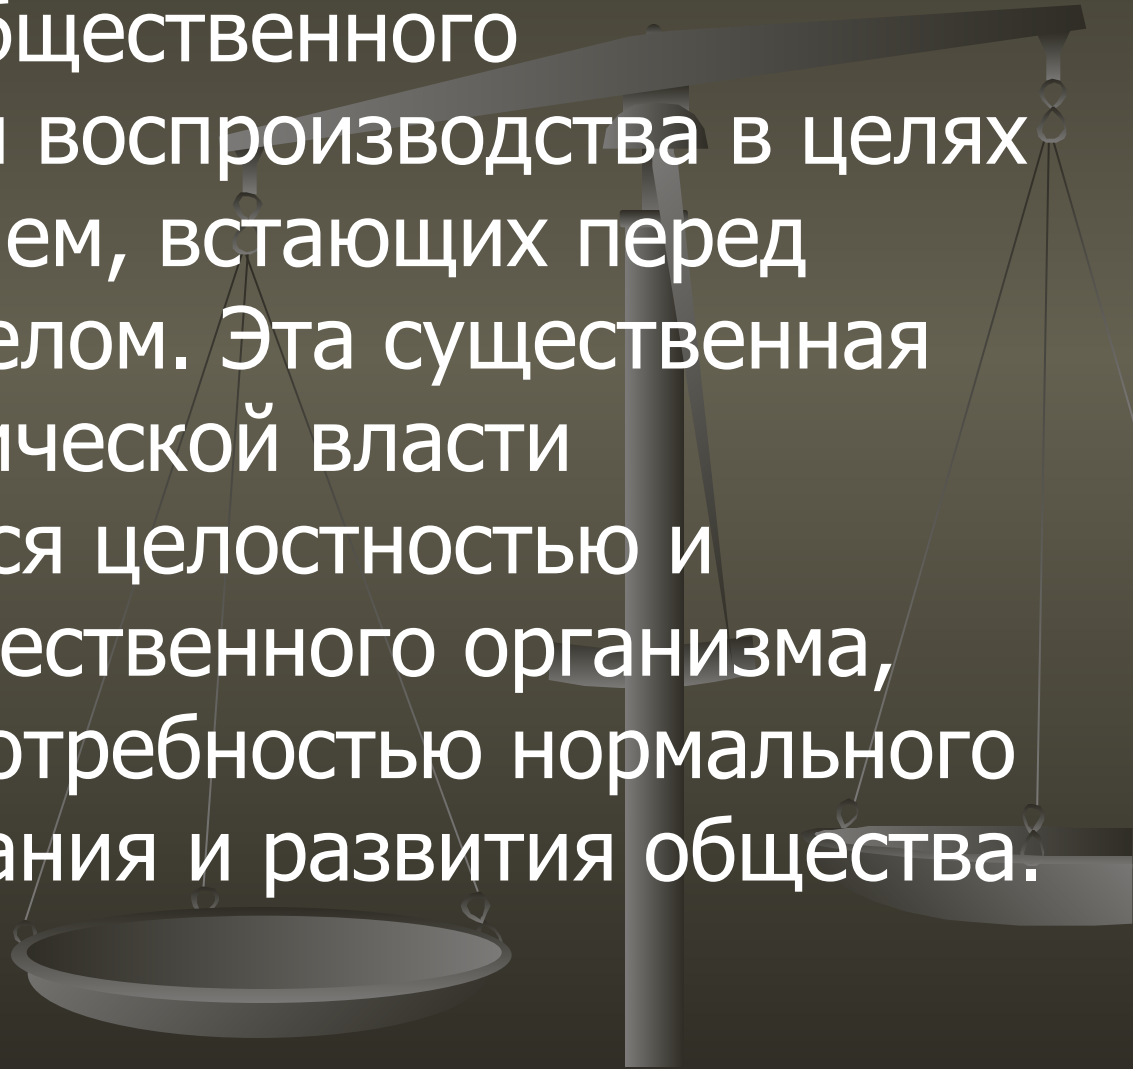 бщественного
и воспроизводства в целях
ем, встающих перед
елом. Эта существенная
ической власти
ся целостностью и
ественного организма,
отребностью нормального
ания и развития общества.